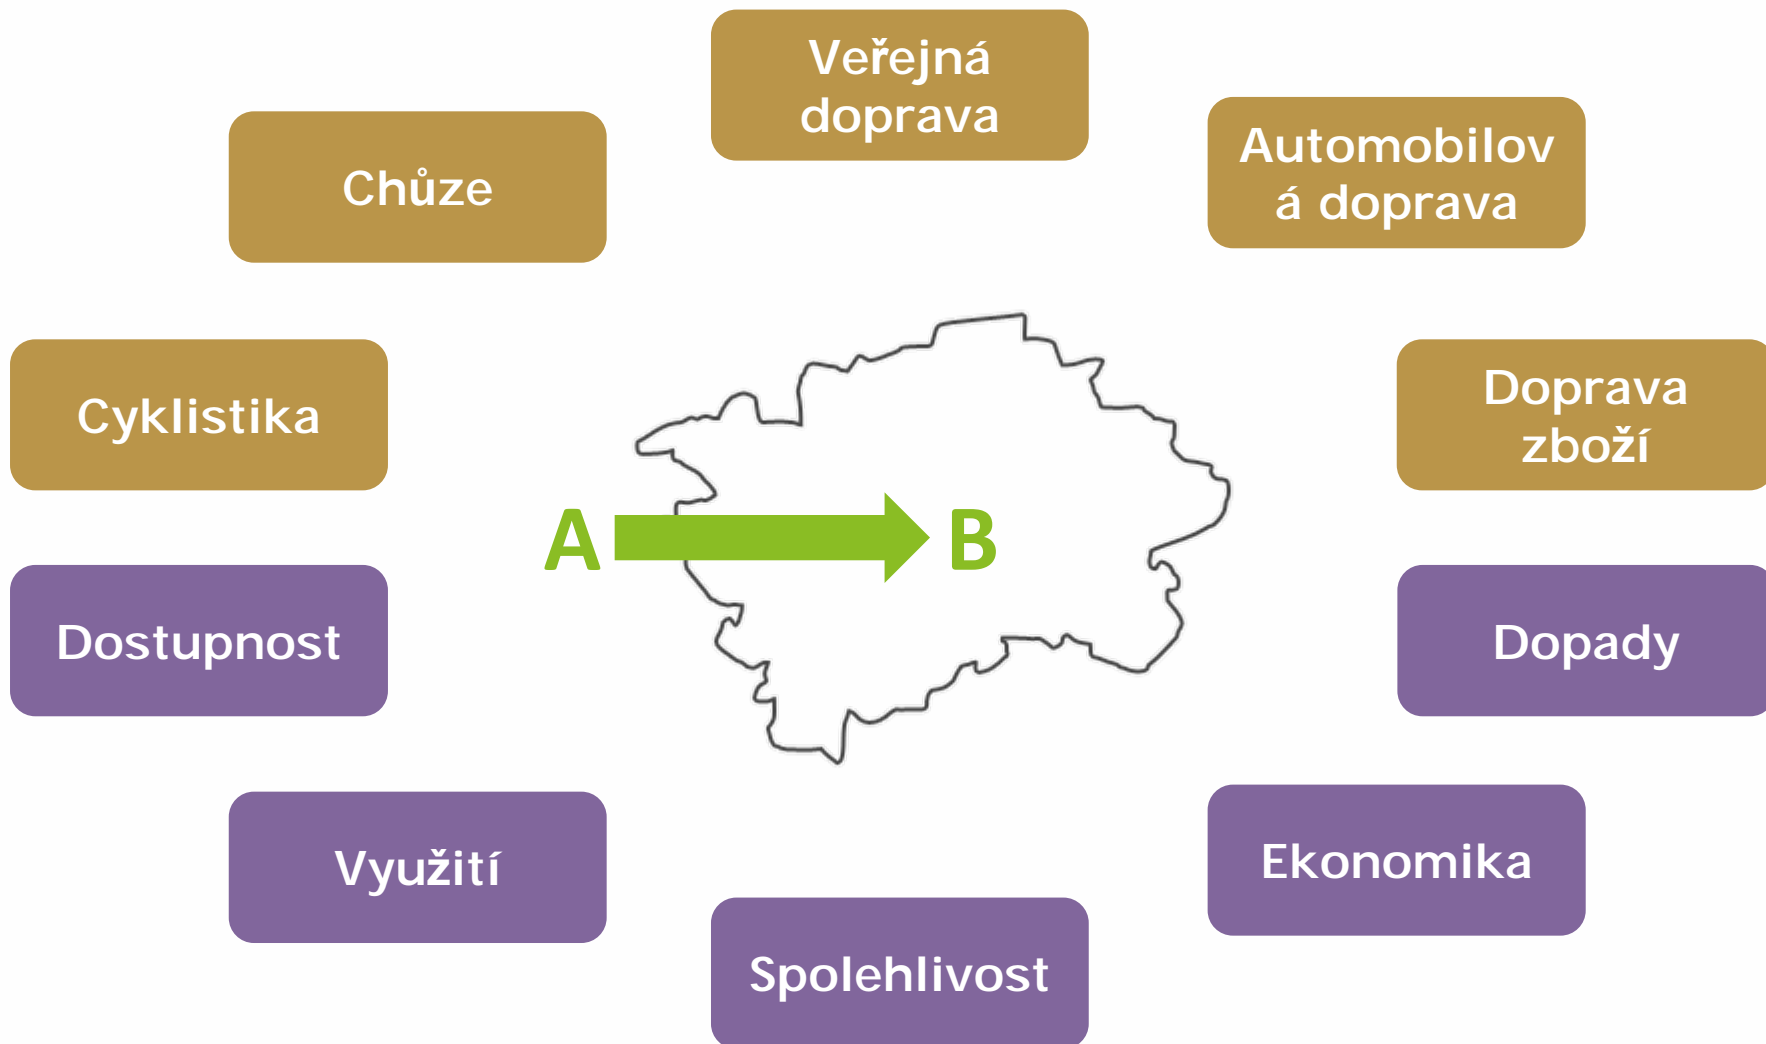 Veřejná
doprava
Chůze
Automobilov
á doprava
Cyklistika
Doprava
zboží
A
B
Dostupnost
Dopady
Využití
Ekonomika
Spolehlivost